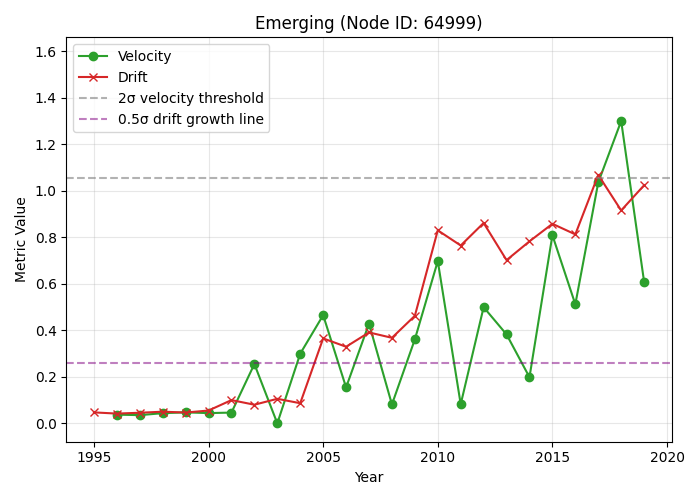 Emerging (Node ID: 64999)
Velocity
Drift
2σ velocity threshold
0.5σ drift growth line
Metric Value
1.6
1.4
1.2
1.0
0.8
0.6
0.4
0.2
0.0
1995
2000
2005
2010
2015
2020
Year